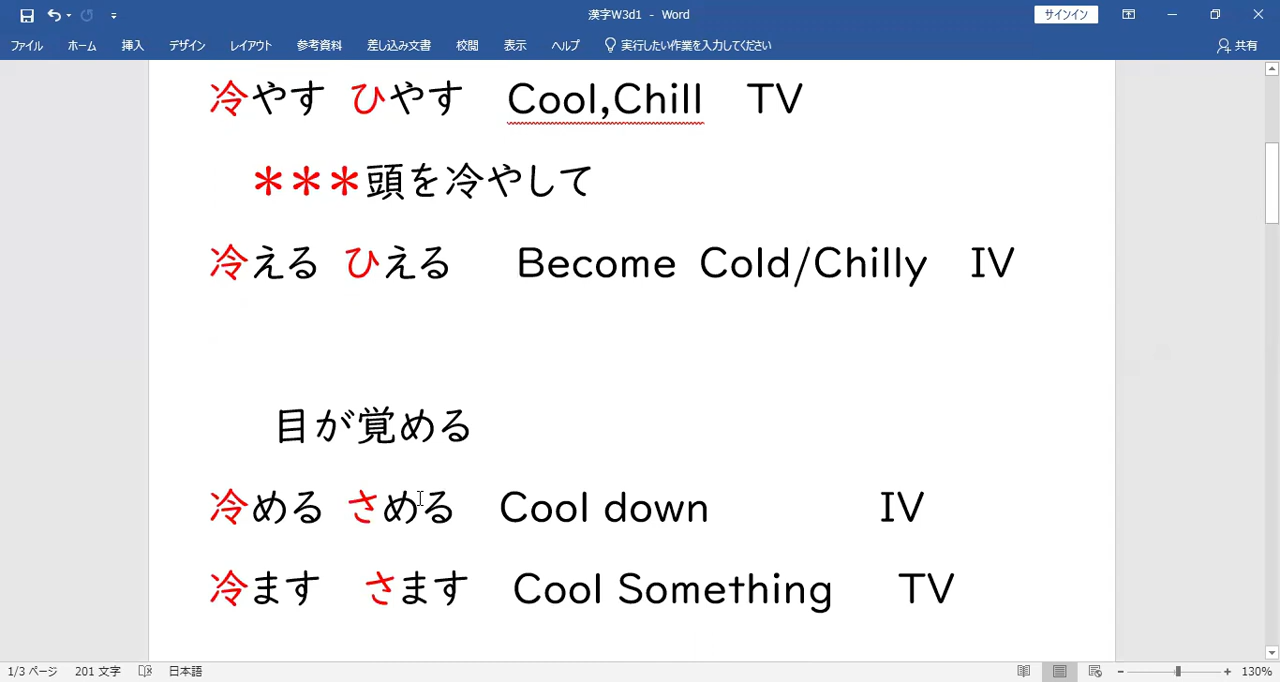 漢字W3d1 - Word
サインイン
ファイル ホーム 挿入 デザイン レイアウト 参考資料 差し込み文書 校閲 表示 ヘルプ 実行したい作業を入力してください 共有
冷やす ひやす Cool,Chill TV
＊＊＊頭を冷やして
冷える ひえる Become Cold/Chilly IV
目が覚める
冷める さめる Cool down IV
冷ます さます Cool Something TV
1/3 ページ 201 文字 日本語 130%